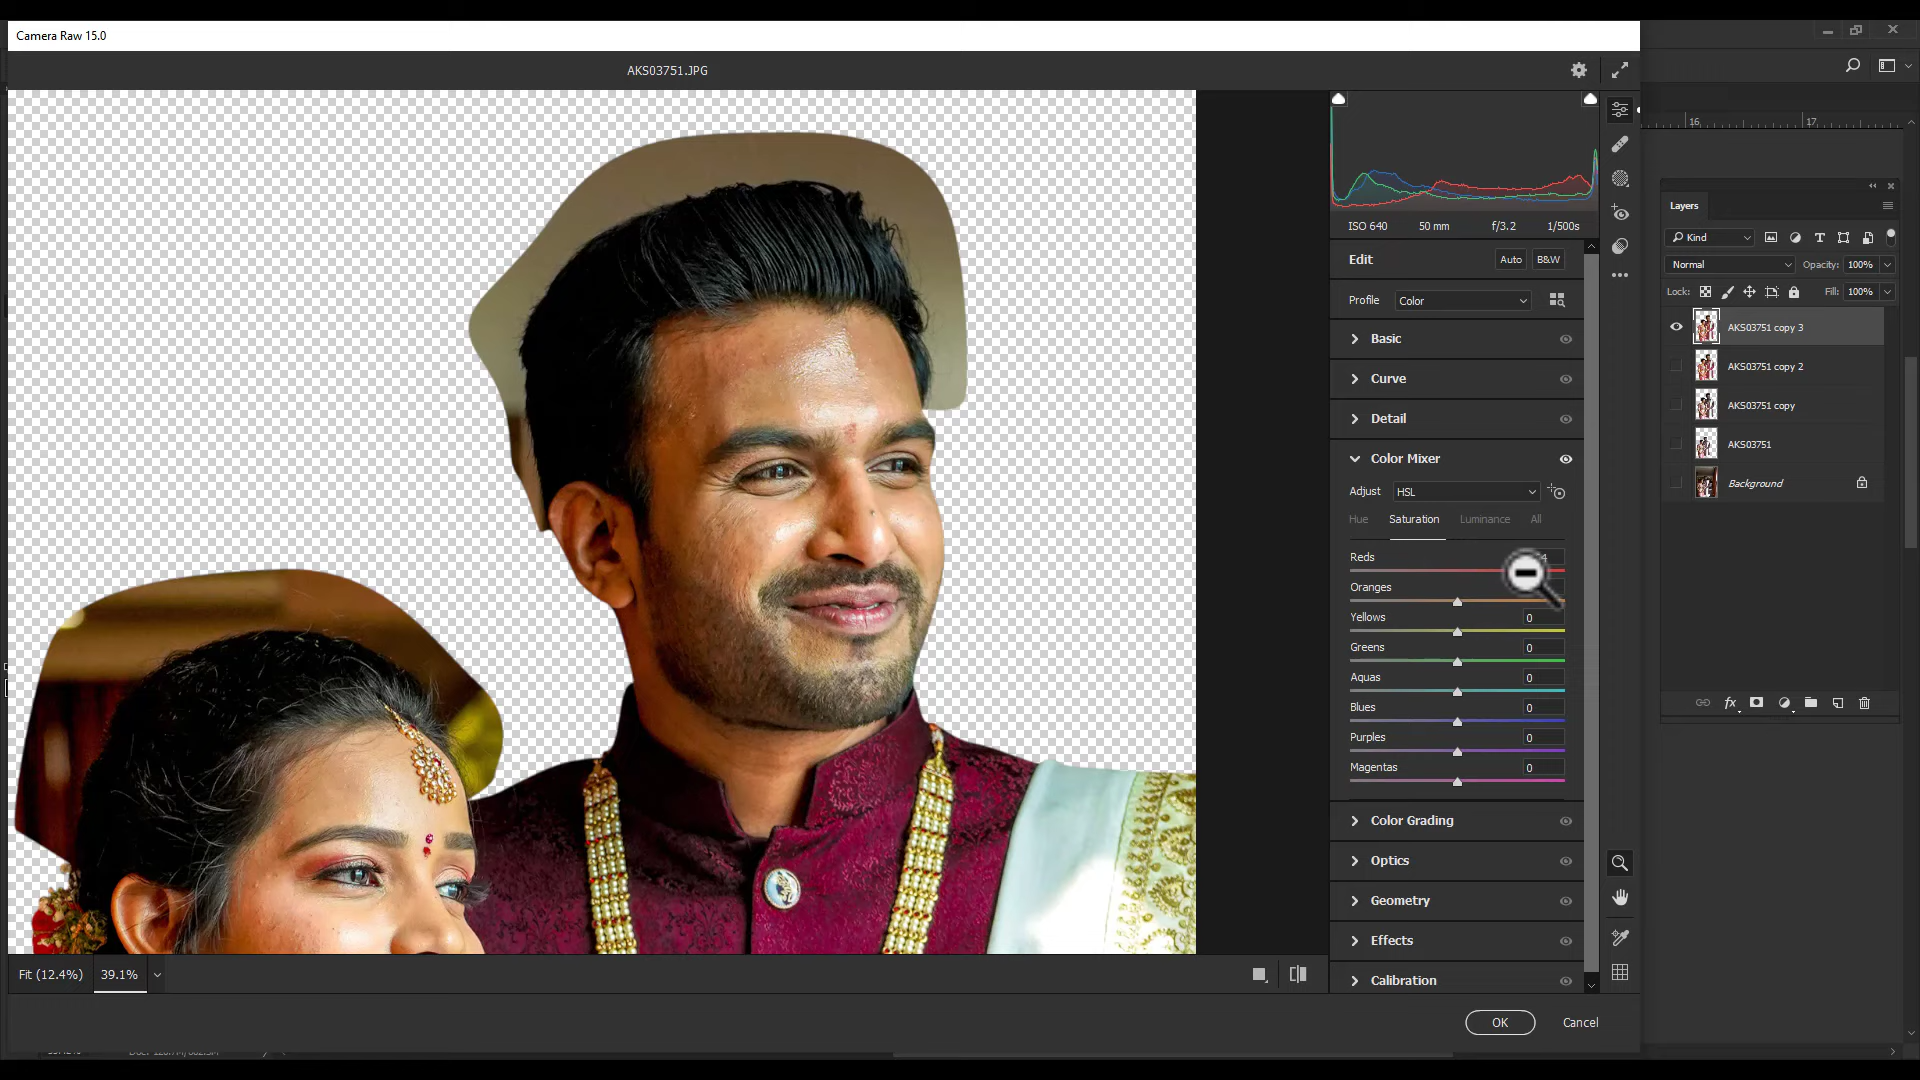 Camera Raw 15.0
AKS03751.JPG
16
17
ISO 640 50 mm f/3.2 1/500s
Edit Auto B&W
Profile Color
Basic
Curve
Detail
Color Mixer
Adjust HSL
Hue Saturation Luminance All
Reds
Oranges
Yellows 0
Greens 0
Aquas 0
Blues 0
Purples 0
Magentas 0
Color Grading
Optics
Geometry
Effects
Calibration
Fit (12.4%) 39.1%
OK Cancel
Layers
Kind
Normal Opacity: 100%
Lock: Fill: 100%
AKS03751 copy 3
AKS03751 copy 2
AKS03751 copy
AKS03751
Background
fx